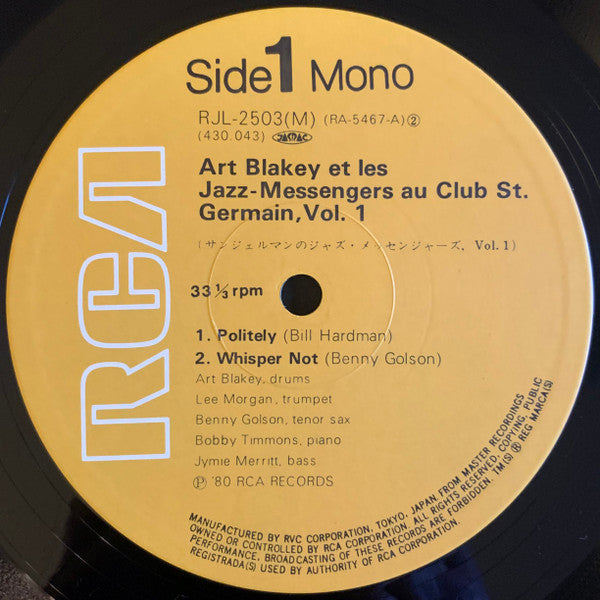 Side 1 Mono
RJL-2503(M) (RA-5467-A)②
(430.043) JASRAC
Art Blakey et les
Jazz-Messengers au Club St.
Germain, Vol. 1
(サンジェルマンのジャズ・メッセンジャーズ, Vol. 1)
RCA
33 1/3 rpm
1. Politely (Bill Hardman)
2. Whisper Not (Benny Golson)
Art Blakey, drums
Lee Morgan, trumpet
Benny Golson, tenor sax
Bobby Timmons, piano
Jymie Merritt, bass
Ⓟ '80 RCA RECORDS
MANUFACTURED BY RVC CORPORATION, TOKYO, JAPAN FROM MASTER RECORDINGS
OWNED OR CONTROLLED BY RCA CORPORATION. ALL RIGHTS RESERVED. COPYING, PUBLIC
PERFORMANCE, BROADCASTING OF THESE RECORDS ARE FORBIDDEN. TM(S) ® REG MARCA(S)
REGISTRADA(S) USED BY AUTHORITY OF RCA CORPORATION.